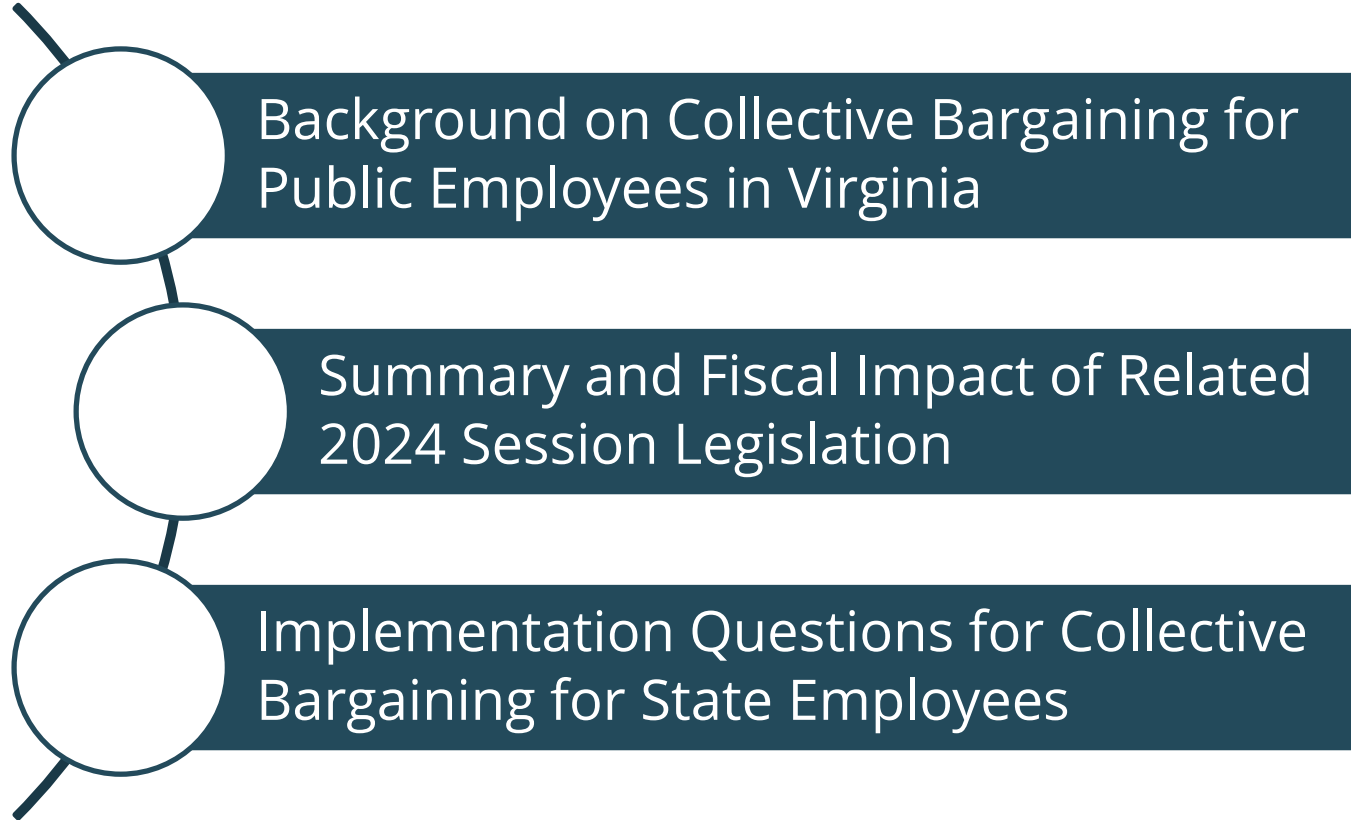 Background on Collective Bargaining for
Public Employees in Virginia
Summary and Fiscal Impact of Related
2024 Session Legislation
Implementation Questions for Collective
Bargaining for State Employees